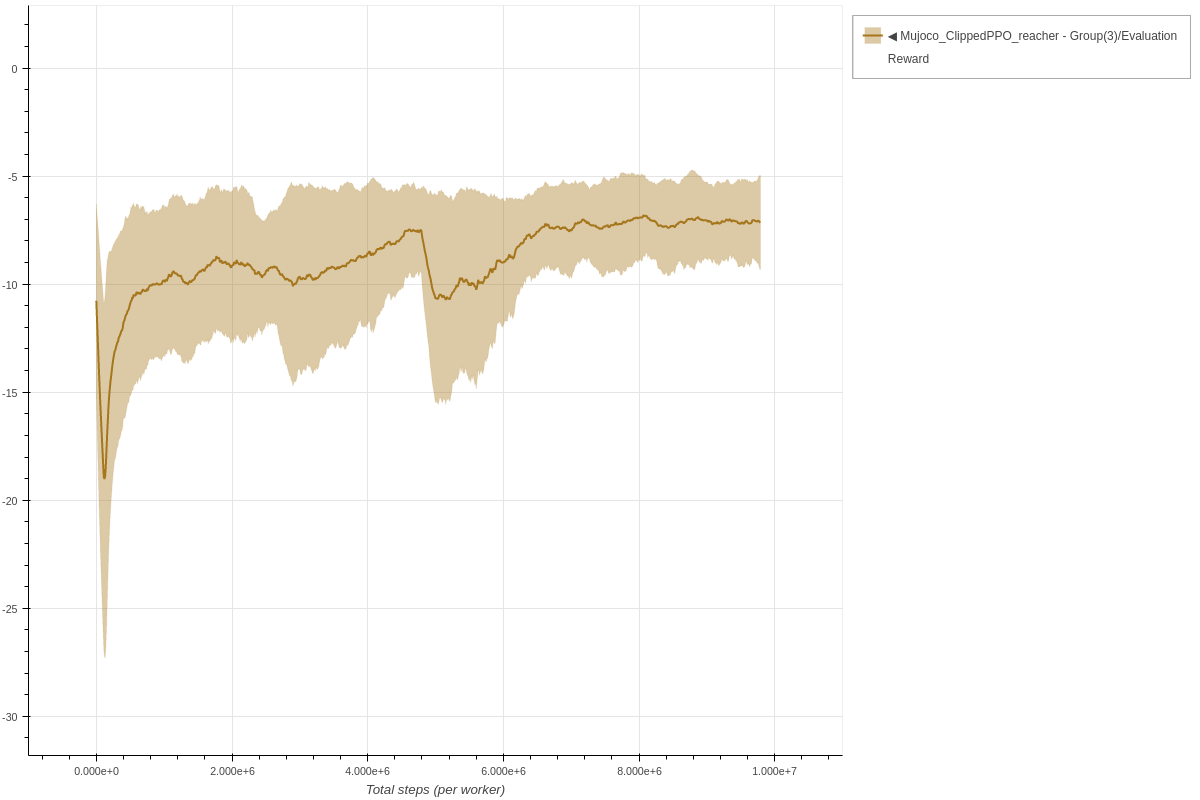 ◀ Mujoco_ClippedPPO_reacher - Group(3)/Evaluation
Reward
0
-5
-10
-15
-20
-25
-30
0.000e+0 2.000e+6 4.000e+6 6.000e+6 8.000e+6 1.000e+7
Total steps (per worker)